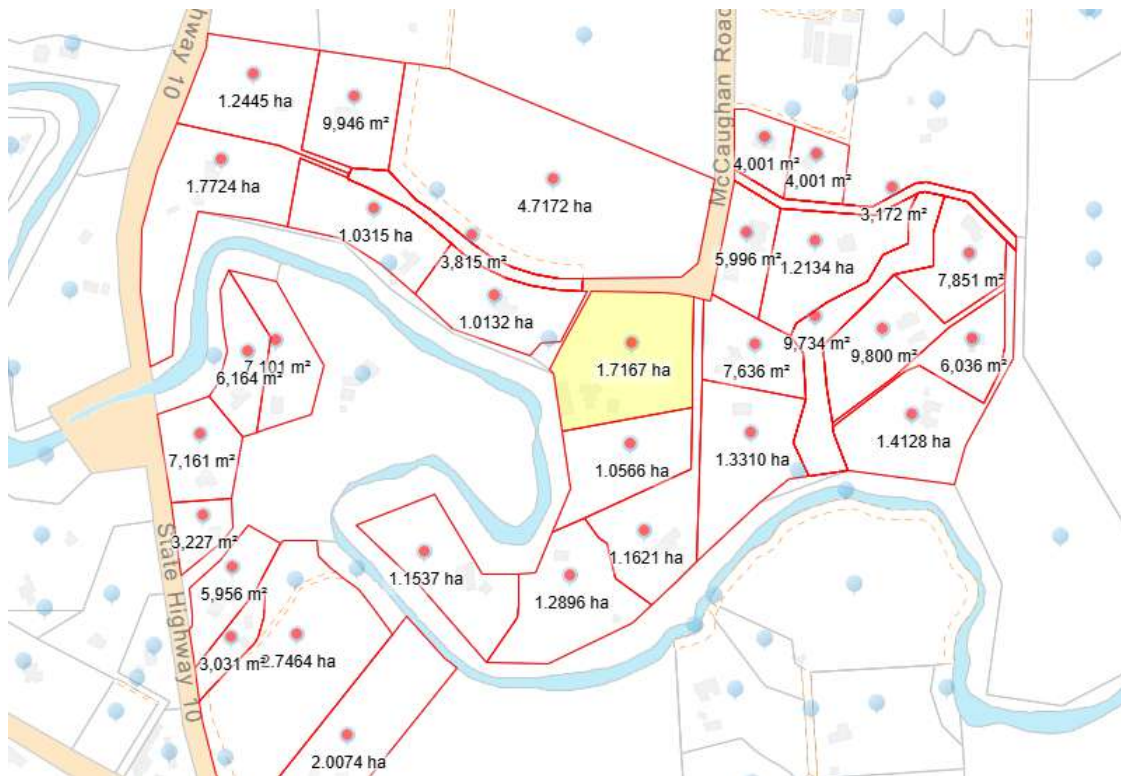 hway 10
McCaughan Road
1.2445 ha
9,946 m²
4,001 m²
4,001 m²
1.7724 ha
4.7172 ha
1.0315 ha
3,172 m²
3,815 m²
5,996 m²
1.2134 ha
7,851 m²
1.0132 ha
9,734 m²
7,101 m²
6,164 m²
1.7167 ha
7,636 m²
9,800 m²
6,036 m²
7,161 m²
1.0566 ha
1.3310 ha
1.4128 ha
State Highway 10
3,227 m²
1.1537 ha
1.1621 ha
5,956 m²
1.2896 ha
3,031 m²
2.7464 ha
2.0074 ha